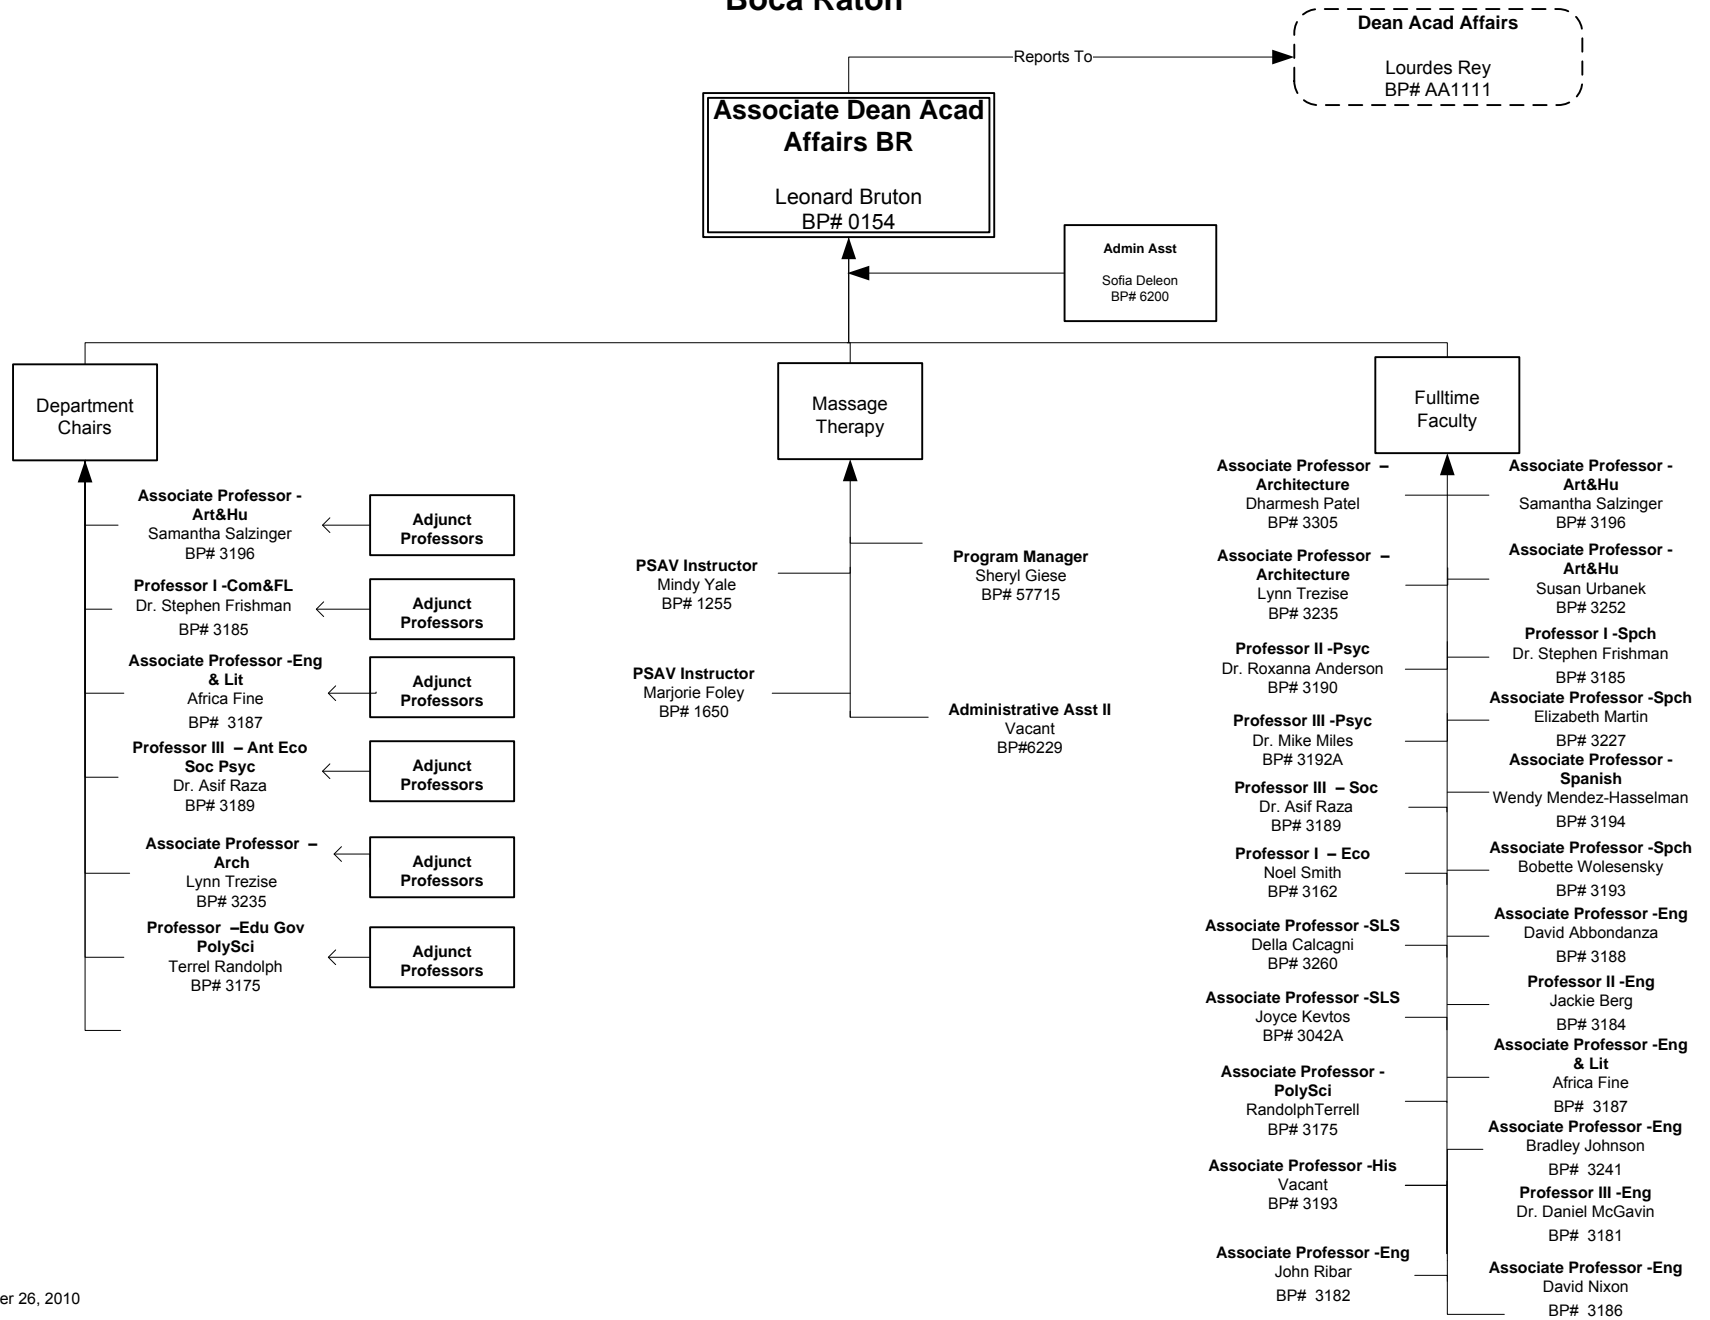 Boca Raton
Reports To
Dean Acad Affairs
Lourdes Rey
BP# AA1111
Associate Dean Acad
Affairs BR
Leonard Bruton
BP# 0154
Admin Asst
Sofia Deleon
BP# 6200
Department
Chairs
Associate Professor -
Art&Hu
Samantha Salzinger
BP# 3196
Adjunct
Professors
Professor I -Com&FL
Dr. Stephen Frishman
BP# 3185
Adjunct
Professors
Associate Professor -Eng
& Lit
Africa Fine
BP#  3187
Adjunct
Professors
Professor III  – Ant Eco
Soc Psyc
Dr. Asif Raza
BP# 3189
Adjunct
Professors
Associate Professor  –
Arch
Lynn Trezise
BP# 3235
Adjunct
Professors
Professor  –Edu Gov
PolySci
Terrel Randolph
BP# 3175
Adjunct
Professors
Massage
Therapy
PSAV Instructor
Mindy Yale
BP# 1255
Program Manager
Sheryl Giese
BP# 57715
PSAV Instructor
Marjorie Foley
BP# 1650
Administrative Asst II
Vacant
BP#6229
Fulltime
Faculty
Associate Professor  –
Architecture
Dharmesh Patel
BP# 3305
Associate Professor  –
Architecture
Lynn Trezise
BP# 3235
Professor II -Psyc
Dr. Roxanna Anderson
BP# 3190
Professor III -Psyc
Dr. Mike Miles
BP# 3192A
Professor III  – Soc
Dr. Asif Raza
BP# 3189
Professor I  – Eco
Noel Smith
BP# 3162
Associate Professor -SLS
Della Calcagni
BP# 3260
Associate Professor -SLS
Joyce Kevtos
BP# 3042A
Associate Professor -
PolySci
RandolphTerrell
BP# 3175
Associate Professor -His
Vacant
BP# 3193
Associate Professor -Eng
John Ribar
BP#  3182
Associate Professor -
Art&Hu
Samantha Salzinger
BP# 3196
Associate Professor -
Art&Hu
Susan Urbanek
BP# 3252
Professor I -Spch
Dr. Stephen Frishman
BP# 3185
Associate Professor -Spch
Elizabeth Martin
BP# 3227
Associate Professor -
Spanish
Wendy Mendez-Hasselman
BP# 3194
Associate Professor -Spch
Bobette Wolesensky
BP# 3193
Associate Professor -Eng
David Abbondanza
BP# 3188
Professor II -Eng
Jackie Berg
BP# 3184
Associate Professor -Eng
& Lit
Africa Fine
BP#  3187
Associate Professor -Eng
Bradley Johnson
BP#  3241
Professor III -Eng
Dr. Daniel McGavin
BP#  3181
Associate Professor -Eng
David Nixon
BP#  3186
er 26, 2010